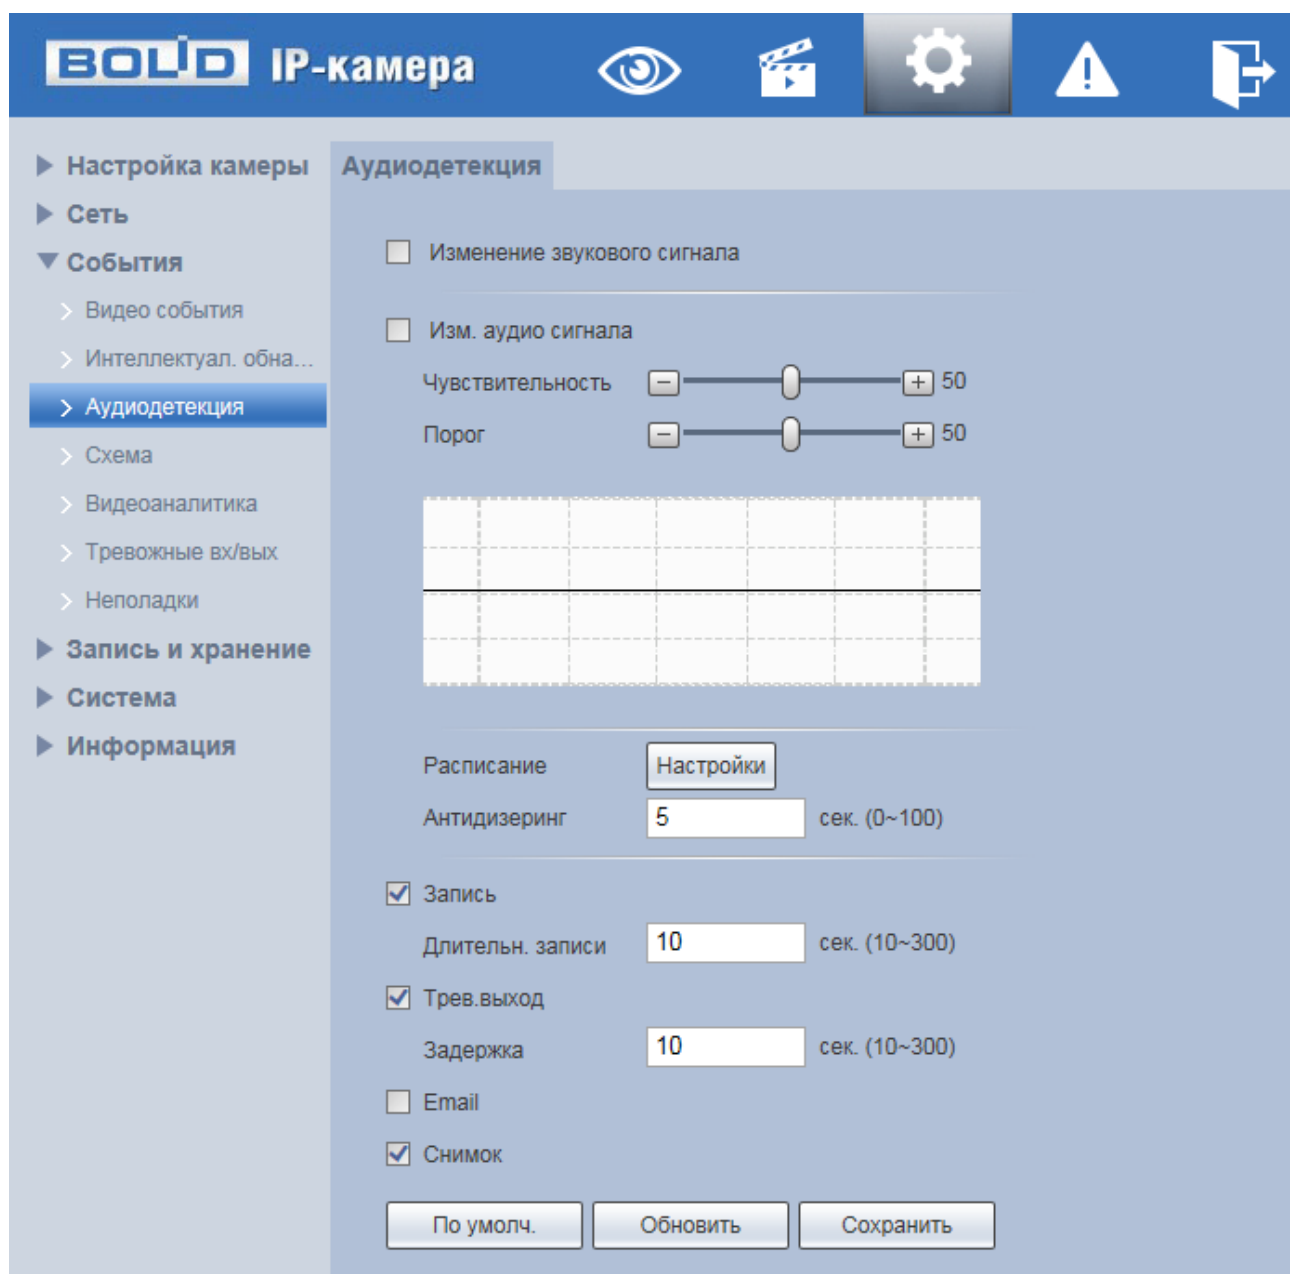 BOLID IP-камера
Настройка камеры
Сеть
События
Видео события
Интеллектуал. обна...
Аудиодетекция
Схема
Видеоаналитика
Тревожные вх/вых
Неполадки
Запись и хранение
Система
Информация
Аудиодетекция
Изменение звукового сигнала
Изм. аудио сигнала
Чувствительность 50
Порог 50
Расписание Настройки
Антидизеринг 5 сек. (0~100)
Запись
Длительн. записи 10 сек. (10~300)
Трев.выход
Задержка 10 сек. (10~300)
Email
Снимок
По умолч. Обновить Сохранить